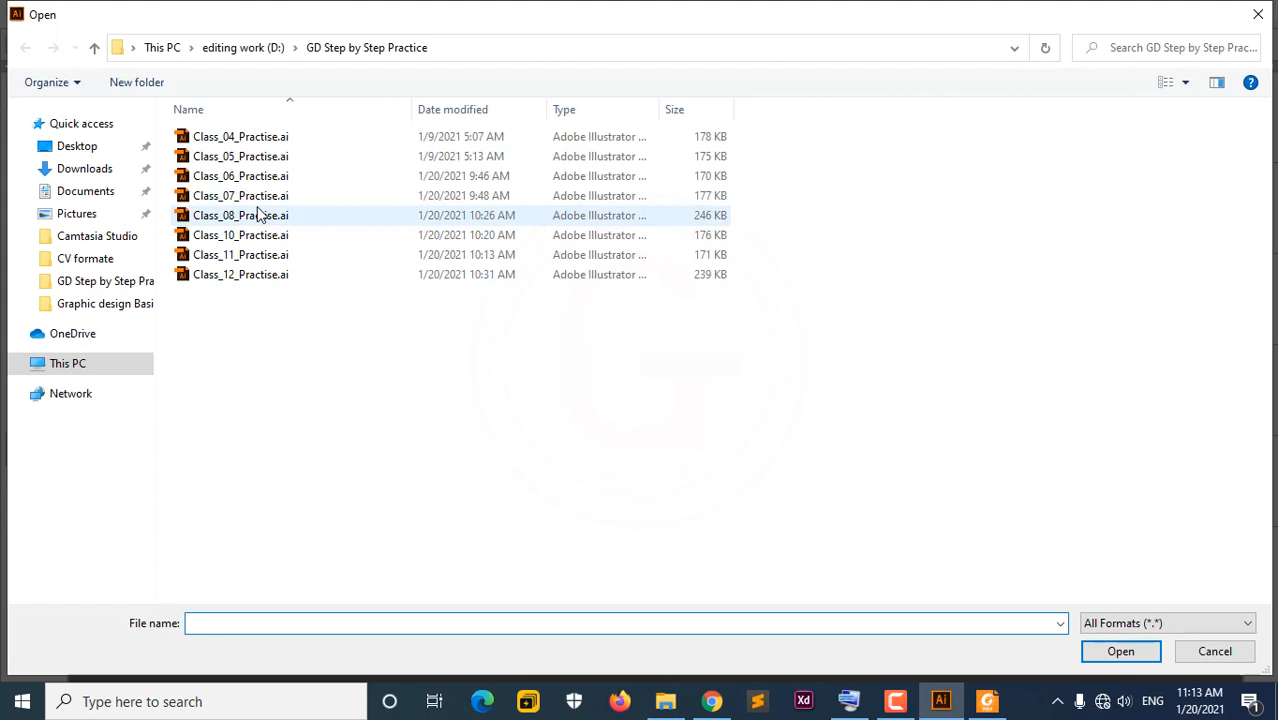 Ai Open
This PC editing work (D:) GD Step by Step Practice Search GD Step by Step Prac...
Organize New folder
Name Date modified Type Size
Quick access
Desktop
Downloads
Documents
Pictures
Camtasia Studio
CV formate
GD Step by Step Pra
Graphic design Basi
OneDrive
This PC
Network
Class_04_Practise.ai 1/9/2021 5:07 AM Adobe Illustrator ... 178 KB
Class_05_Practise.ai 1/9/2021 5:13 AM Adobe Illustrator ... 175 KB
Class_06_Practise.ai 1/20/2021 9:46 AM Adobe Illustrator ... 170 KB
Class_07_Practise.ai 1/20/2021 9:48 AM Adobe Illustrator ... 177 KB
Class_08_Practise.ai 1/20/2021 10:26 AM Adobe Illustrator ... 246 KB
Class_10_Practise.ai 1/20/2021 10:20 AM Adobe Illustrator ... 176 KB
Class_11_Practise.ai 1/20/2021 10:13 AM Adobe Illustrator ... 171 KB
Class_12_Practise.ai 1/20/2021 10:31 AM Adobe Illustrator ... 239 KB
G
File name: All Formats (*.*)
Open Cancel
Type here to search Xd Ai ENG 11:13 AM
1/20/2021